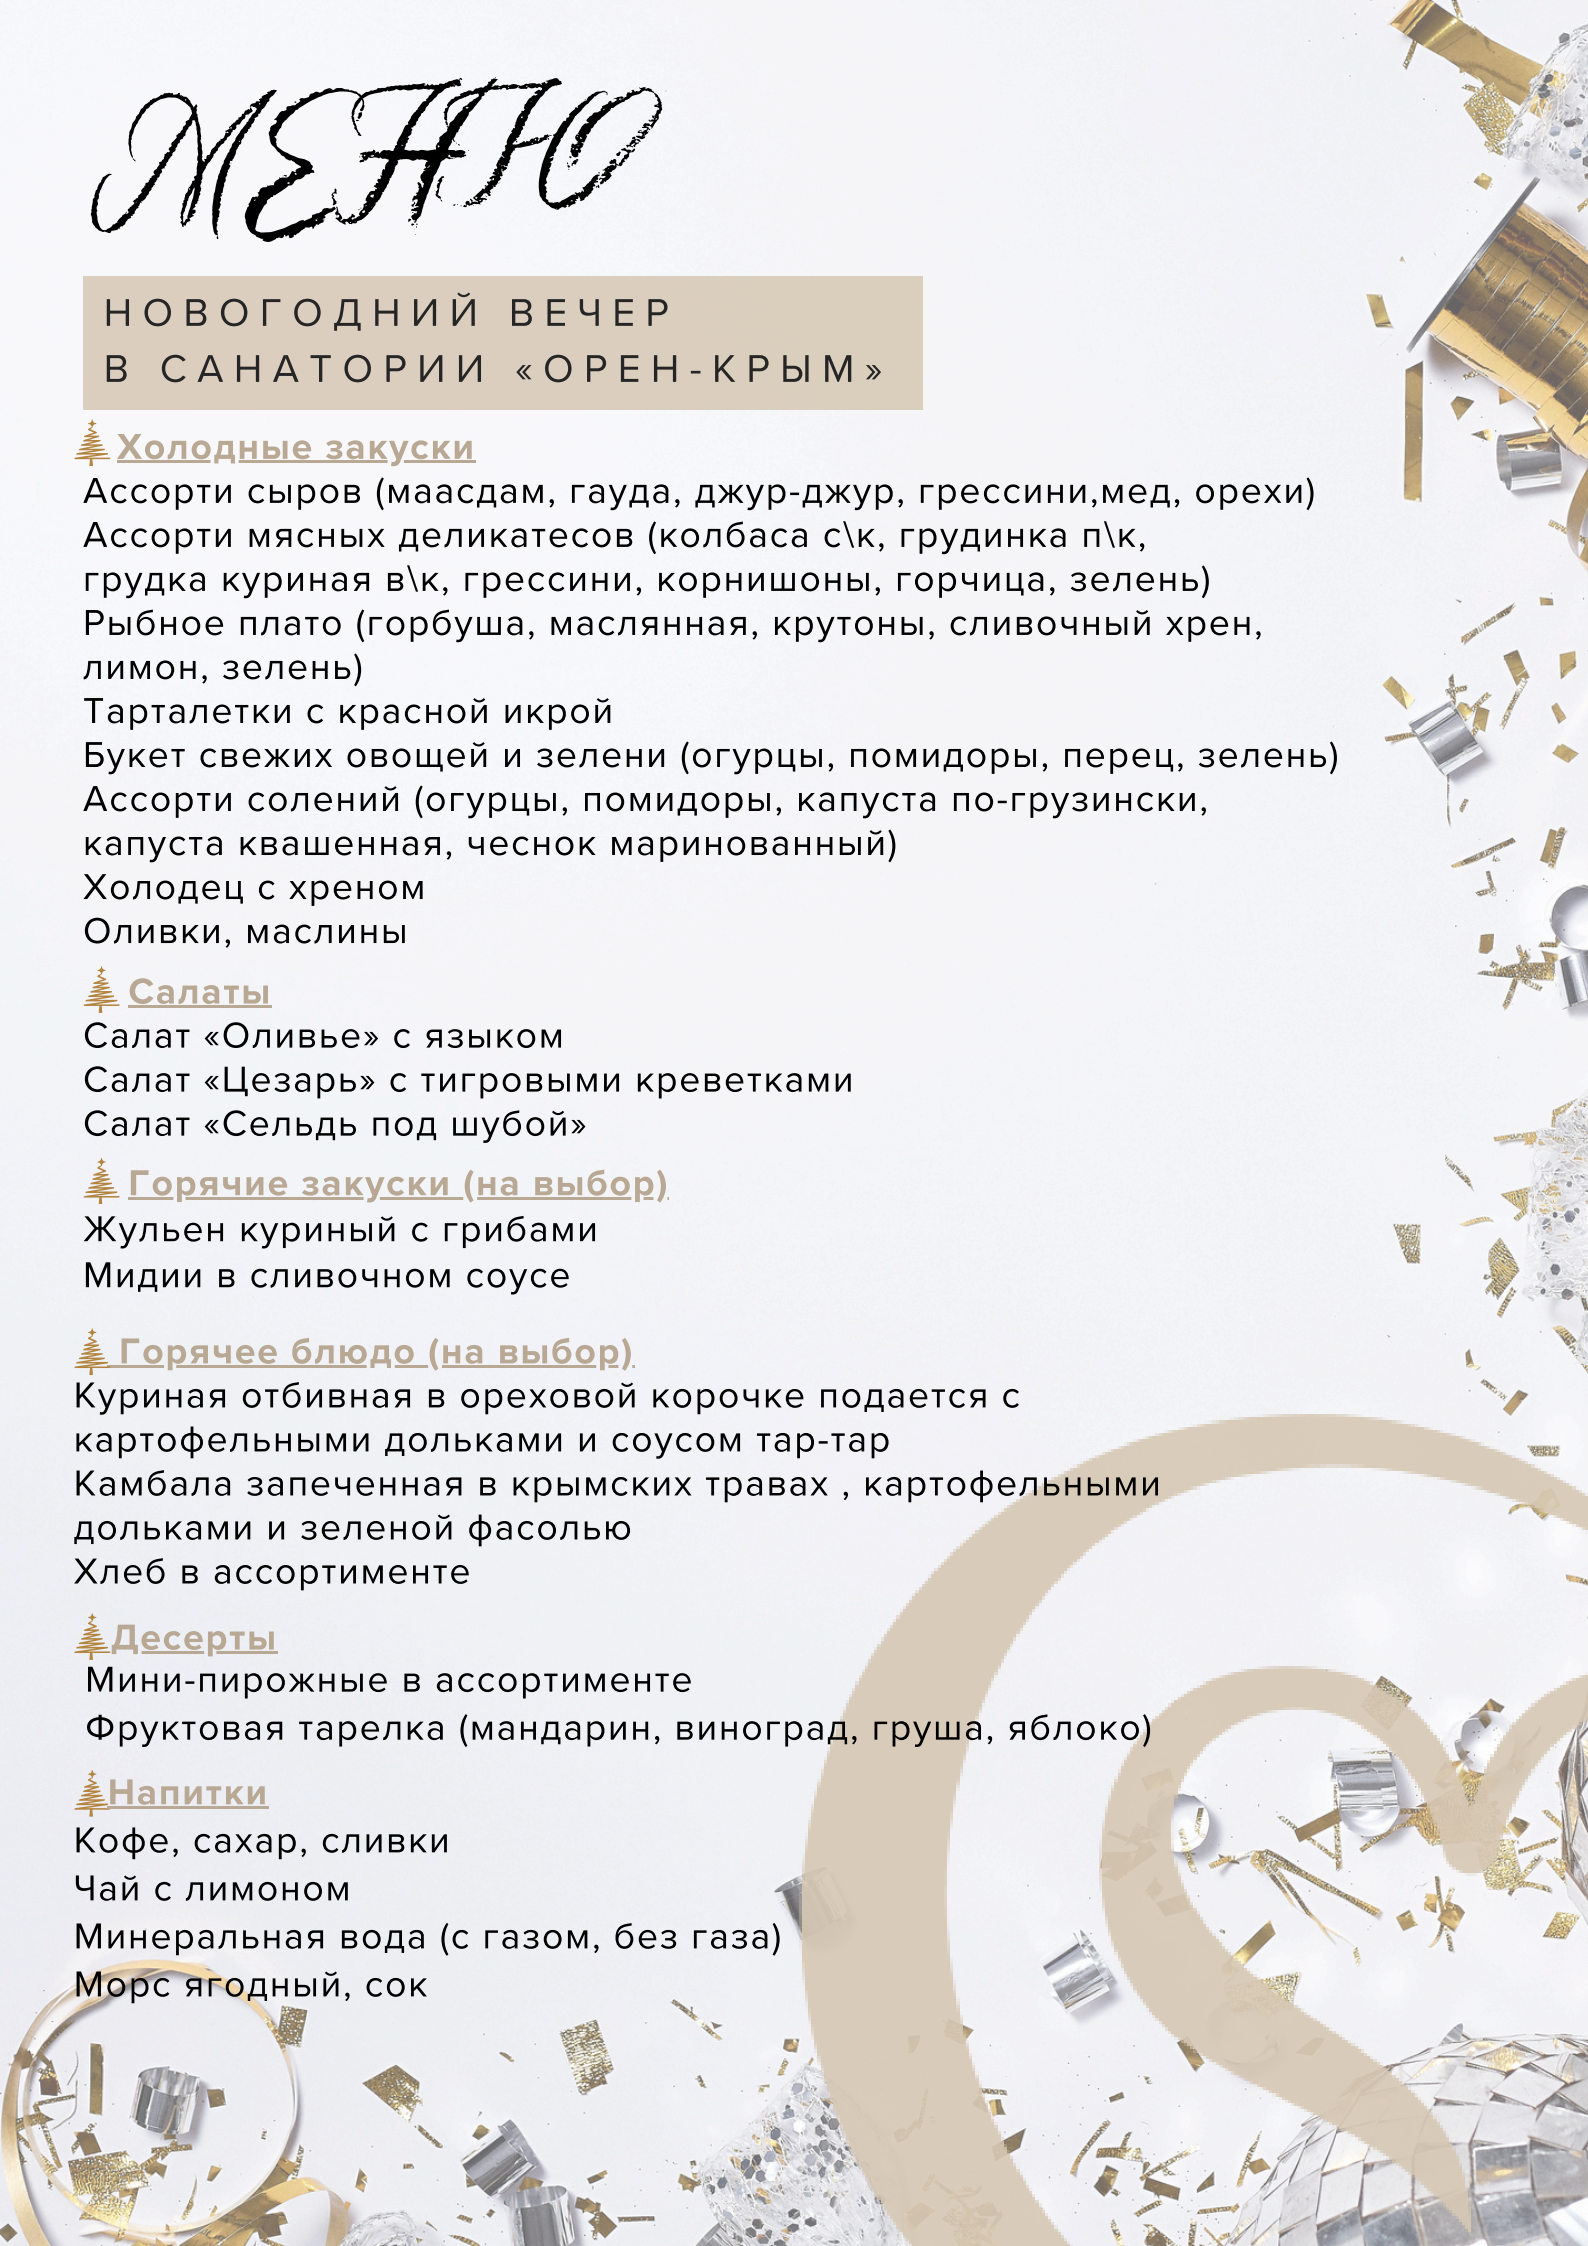 МЕНЮ
НОВОГОДНИЙ ВЕЧЕР
В САНАТОРИИ «ОРЕН-КРЫМ»
Холодные закуски
Ассорти сыров (маасдам, гауда, джур-джур, грессини,мед, орехи)
Ассорти мясных деликатесов (колбаса с\к, грудинка п\к,
грудка куриная в\к, грессини, корнишоны, горчица, зелень)
Рыбное плато (горбуша, маслянная, крутоны, сливочный хрен,
лимон, зелень)
Тарталетки с красной икрой
Букет свежих овощей и зелени (огурцы, помидоры, перец, зелень)
Ассорти солений (огурцы, помидоры, капуста по-грузински,
капуста квашенная, чеснок маринованный)
Холодец с хреном
Оливки, маслины
Салаты
Салат «Оливье» с языком
Салат «Цезарь» с тигровыми креветками
Салат «Сельдь под шубой»
Горячие закуски (на выбор)
Жульен куриный с грибами
Мидии в сливочном соусе
Горячее блюдо (на выбор)
Куриная отбивная в ореховой корочке подается с
картофельными дольками и соусом тар-тар
Камбала запеченная в крымских травах , картофельными
дольками и зеленой фасолью
Хлеб в ассортименте
Десерты
Мини-пирожные в ассортименте
Фруктовая тарелка (мандарин, виноград, груша, яблоко)
Напитки
Кофе, сахар, сливки
Чай с лимоном
Минеральная вода (с газом, без газа)
Морс ягодный, сок